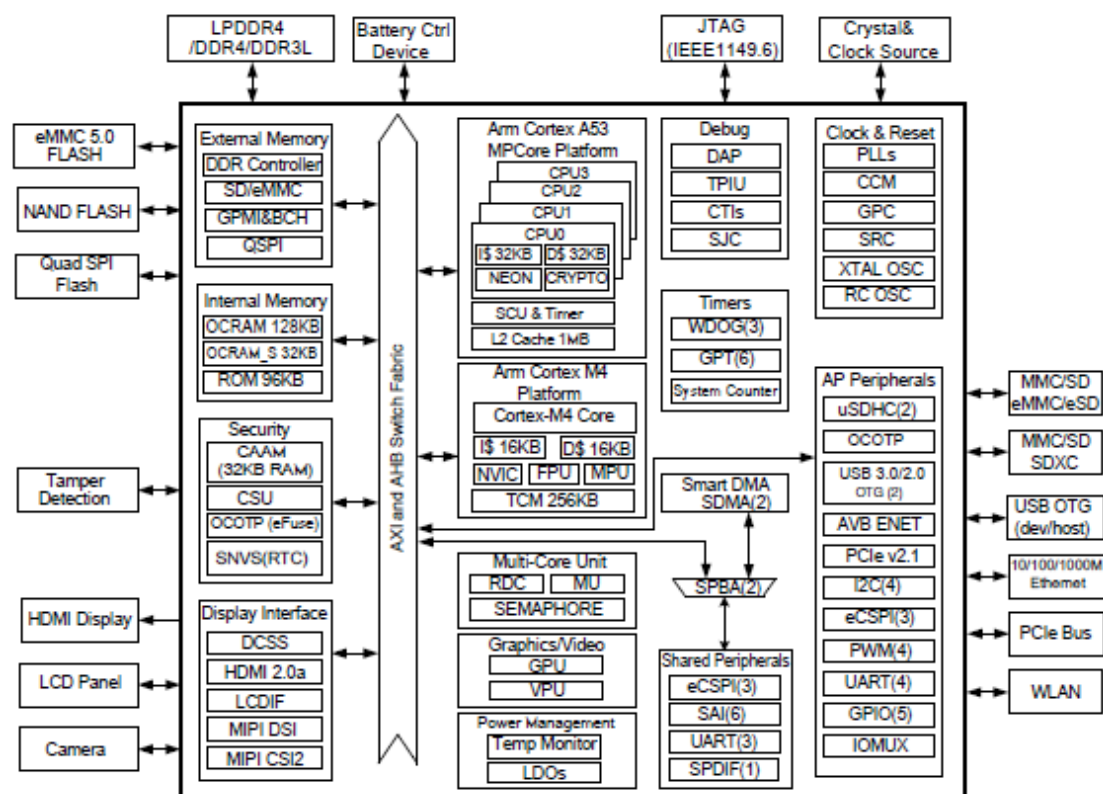 LPDDR4
/DDR4/DDR3L
Battery Ctrl
Device
JTAG
(IEEE1149.6)
Crystal&
Clock Source
eMMC 5.0
FLASH
NAND FLASH
Quad SPI
Flash
Tamper
Detection
HDMI Display
LCD Panel
Camera
External Memory
DDR Controller
SD/eMMC
GPMI&BCH
QSPI
Internal Memory
OCRAM 128KB
OCRAM_S 32KB
ROM 96KB
Security
CAAM
(32KB RAM)
CSU
OCOTP (eFuse)
SNVS(RTC)
Display Interface
DCSS
HDMI 2.0a
LCDIF
MIPI DSI
MIPI CSI2
AXI and AHB Switch Fabric
Arm Cortex A53
MPCore Platform
CPU3
CPU2
CPU1
CPU0
I$ 32KB
D$ 32KB
NEON
CRYPTO
SCU & Timer
L2 Cache 1MB
Arm Cortex M4
Platform
Cortex-M4 Core
I$ 16KB
D$ 16KB
NVIC
FPU
MPU
TCM 256KB
Multi-Core Unit
RDC
MU
SEMAPHORE
Graphics/Video
GPU
VPU
Power Management
Temp Monitor
LDOs
Debug
DAP
TPIU
CTIs
SJC
Timers
WDOG(3)
GPT(6)
System Counter
Smart DMA
SDMA(2)
SPBA(2)
Shared Peripherals
eCSPI(3)
SAI(6)
UART(3)
SPDIF(1)
Clock & Reset
PLLs
CCM
GPC
SRC
XTAL OSC
RC OSC
AP Peripherals
uSDHC(2)
OCOTP
USB 3.0/2.0
OTG (2)
AVB ENET
PCIe v2.1
I2C(4)
eCSPI(3)
PWM(4)
UART(4)
GPIO(5)
IOMUX
MMC/SD
eMMC/eSD
MMC/SD
SDXC
USB OTG
(dev/host)
10/100/1000M
Ethernet
PCIe Bus
WLAN